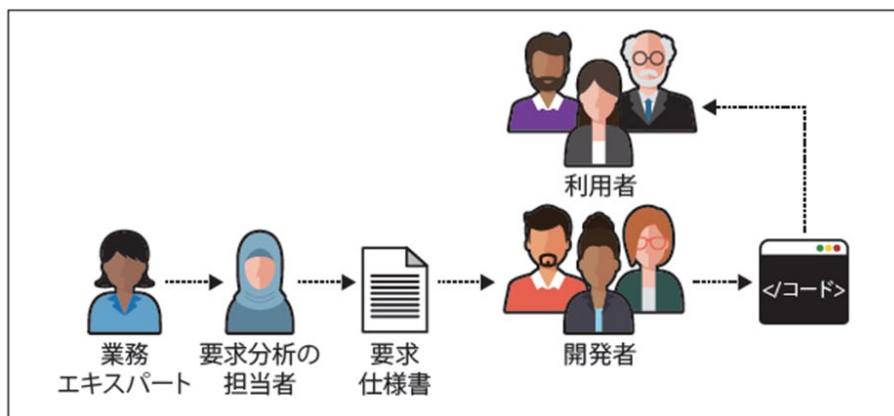 利用者
業務
エキスパート
要求分析の
担当者
要求
仕様書
開発者
</コード>